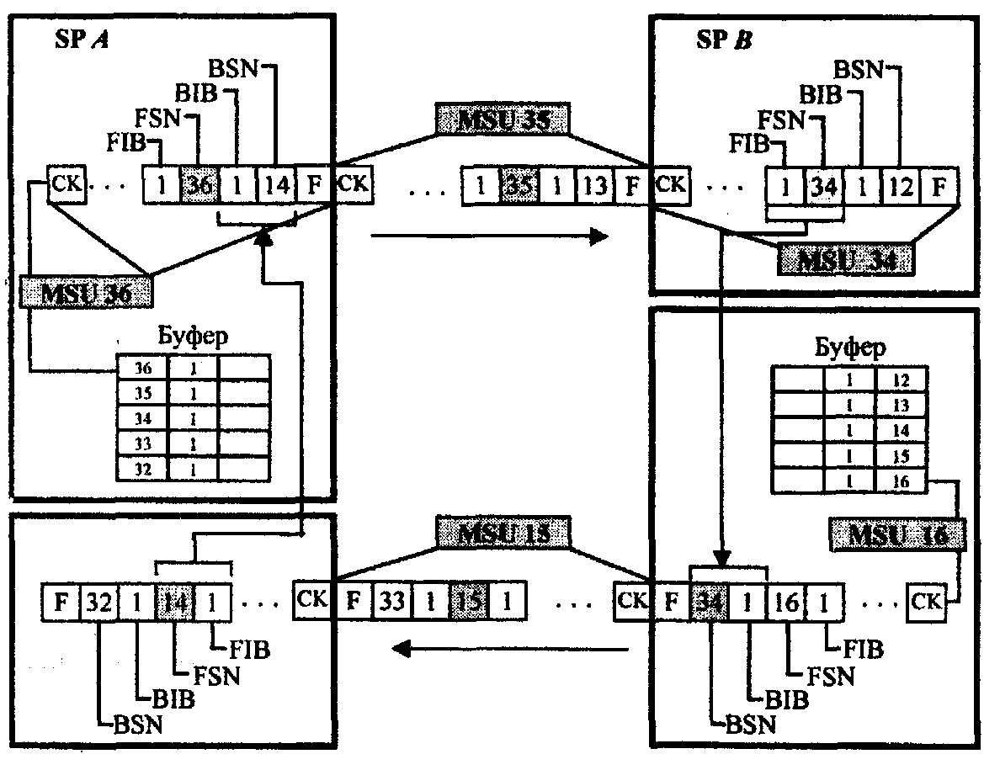 SP A
SP B
BSN
BIB
FSN
FIB
BSN
BIB
FSN
FIB
MSU 35
CK ... 1 36 1 14 F CK ... 1 35 1 13 F CK ... 1 34 1 12 F
MSU 36
MSU 34
Буфер
36 1
35 1
34 1
33 1
32 1
Буфер
1 12
1 13
1 14
1 15
1 16
MSU 15
MSU 16
F 32 1 14 1 ... CK F 33 1 15 1 ... CK F 34 1 16 1 ... CK
FIB
FSN
BIB
BSN
FIB
FSN
BIB
BSN